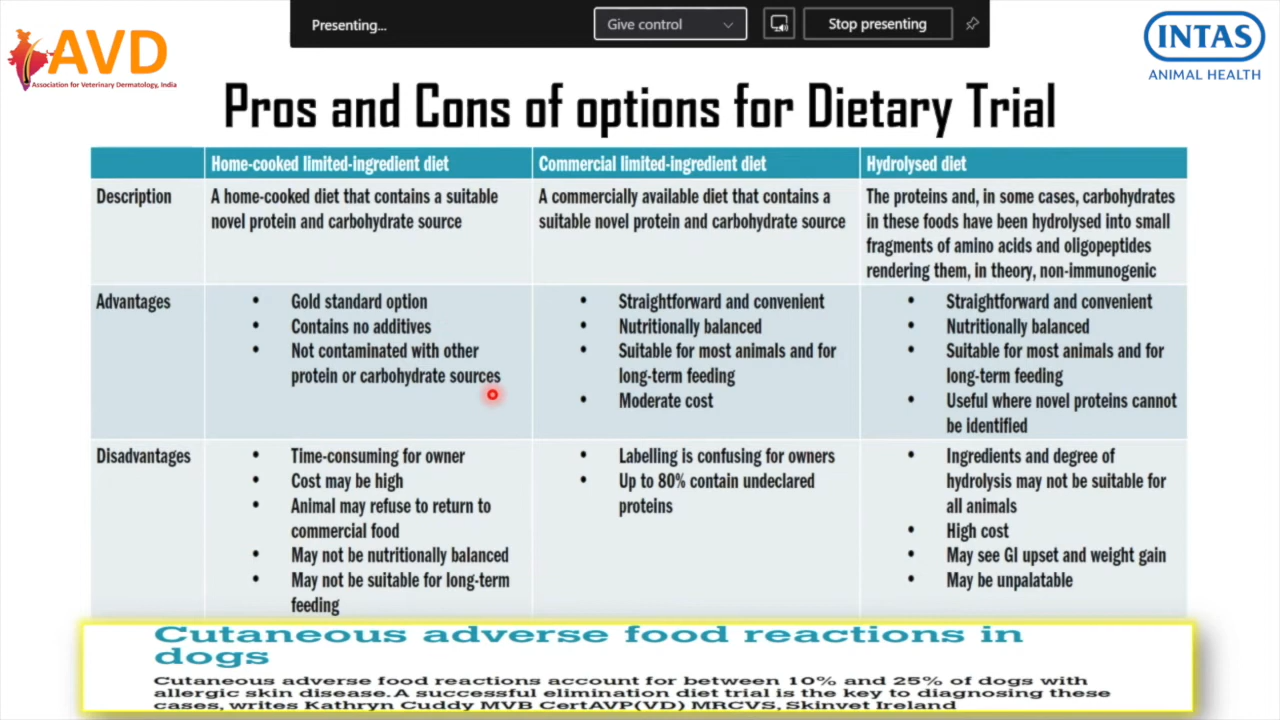 Presenting...
Give control
Stop presenting
AVD
Association for Veterinary Dermatology, India
INTAS
ANIMAL HEALTH
Pros and Cons of options for Dietary Trial
Home-cooked limited-ingredient diet
Commercial limited-ingredient diet
Hydrolysed diet
Description
A home-cooked diet that contains a suitable
novel protein and carbohydrate source
A commercially available diet that contains a
suitable novel protein and carbohydrate source
The proteins and, in some cases, carbohydrates
in these foods have been hydrolysed into small
fragments of amino acids and oligopeptides
rendering them, in theory, non-immunogenic
Advantages
• Gold standard option
• Contains no additives
• Not contaminated with other
protein or carbohydrate sources
• Straightforward and convenient
• Nutritionally balanced
• Suitable for most animals and for
long-term feeding
• Moderate cost
• Straightforward and convenient
• Nutritionally balanced
• Suitable for most animals and for
long-term feeding
• Useful where novel proteins cannot
be identified
Disadvantages
• Time-consuming for owner
• Cost may be high
• Animal may refuse to return to
commercial food
• May not be nutritionally balanced
• May not be suitable for long-term
feeding
• Labelling is confusing for owners
• Up to 80% contain undeclared
proteins
• Ingredients and degree of
hydrolysis may not be suitable for
all animals
• High cost
• May see GI upset and weight gain
• May be unpalatable
Cutaneous adverse food reactions in
dogs
Cutaneous adverse food reactions account for between 10% and 25% of dogs with
allergic skin disease. A successful elimination diet trial is the key to diagnosing these
cases, writes Kathryn Cuddy MVB CertAVP(VD) MRCVS, Skinvet Ireland